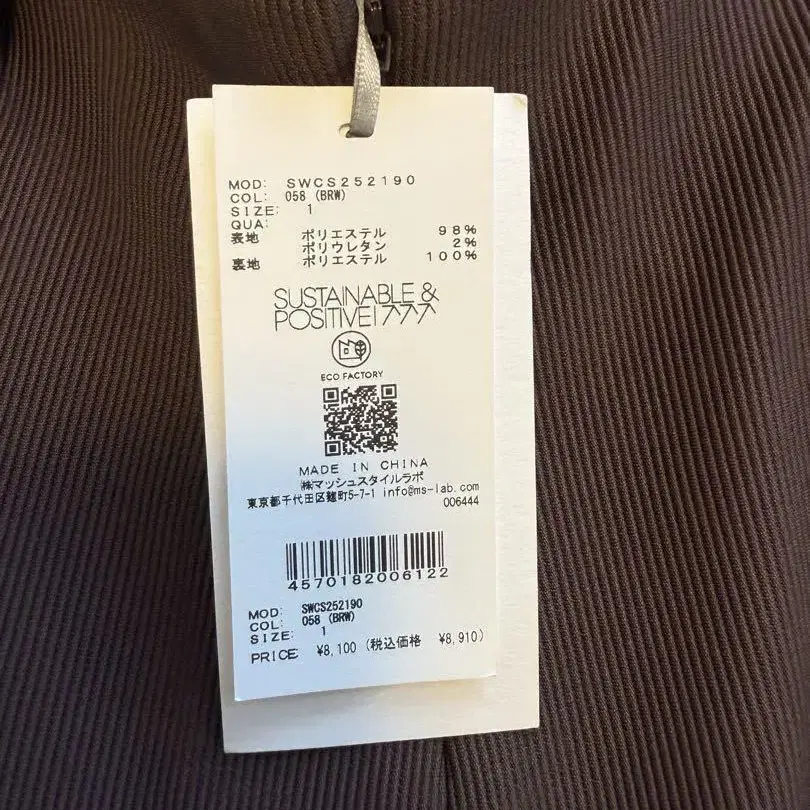 MOD: SWCS252190
COL: 058 (BRW)
SIZE: 1
QUA:
表地 ポリエステル 98%
ポリウレタン 2%
裏地 ポリエステル 100%
SUSTAINABLE &
POSITIVE!
ECO FACTORY
MADE IN CHINA
㈱マッシュスタイルラボ
東京都千代田区麹町5-7-1 info@ms-lab.com
006444
4570182006122
MOD: SWCS252190
COL: 058 (BRW)
SIZE: 1
PRICE: ¥8,100 (税込価格 ¥8,910)